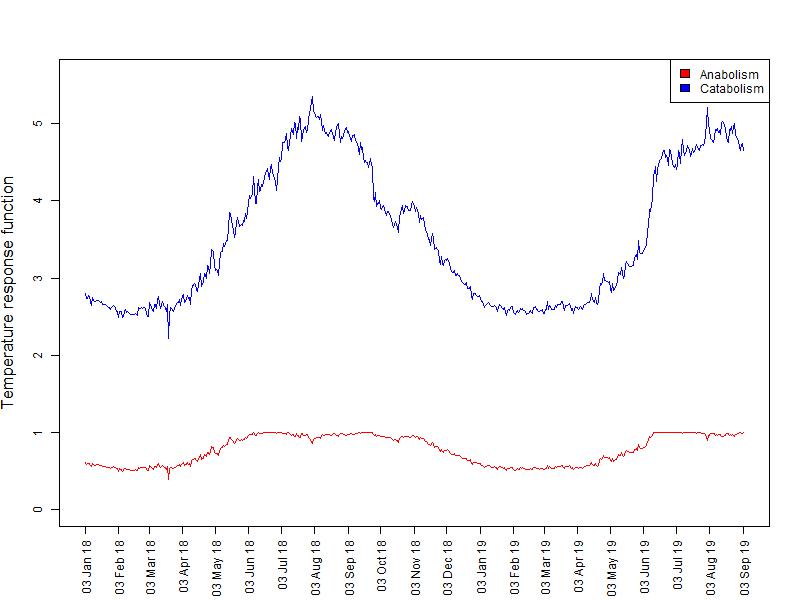 Anabolism
Catabolism
Temperature response function
5
4
3
2
1
0
03 Jan 18
03 Feb 18
03 Mar 18
03 Apr 18
03 May 18
03 Jun 18
03 Jul 18
03 Aug 18
03 Sep 18
03 Oct 18
03 Nov 18
03 Dec 18
03 Jan 19
03 Feb 19
03 Mar 19
03 Apr 19
03 May 19
03 Jun 19
03 Jul 19
03 Aug 19
03 Sep 19